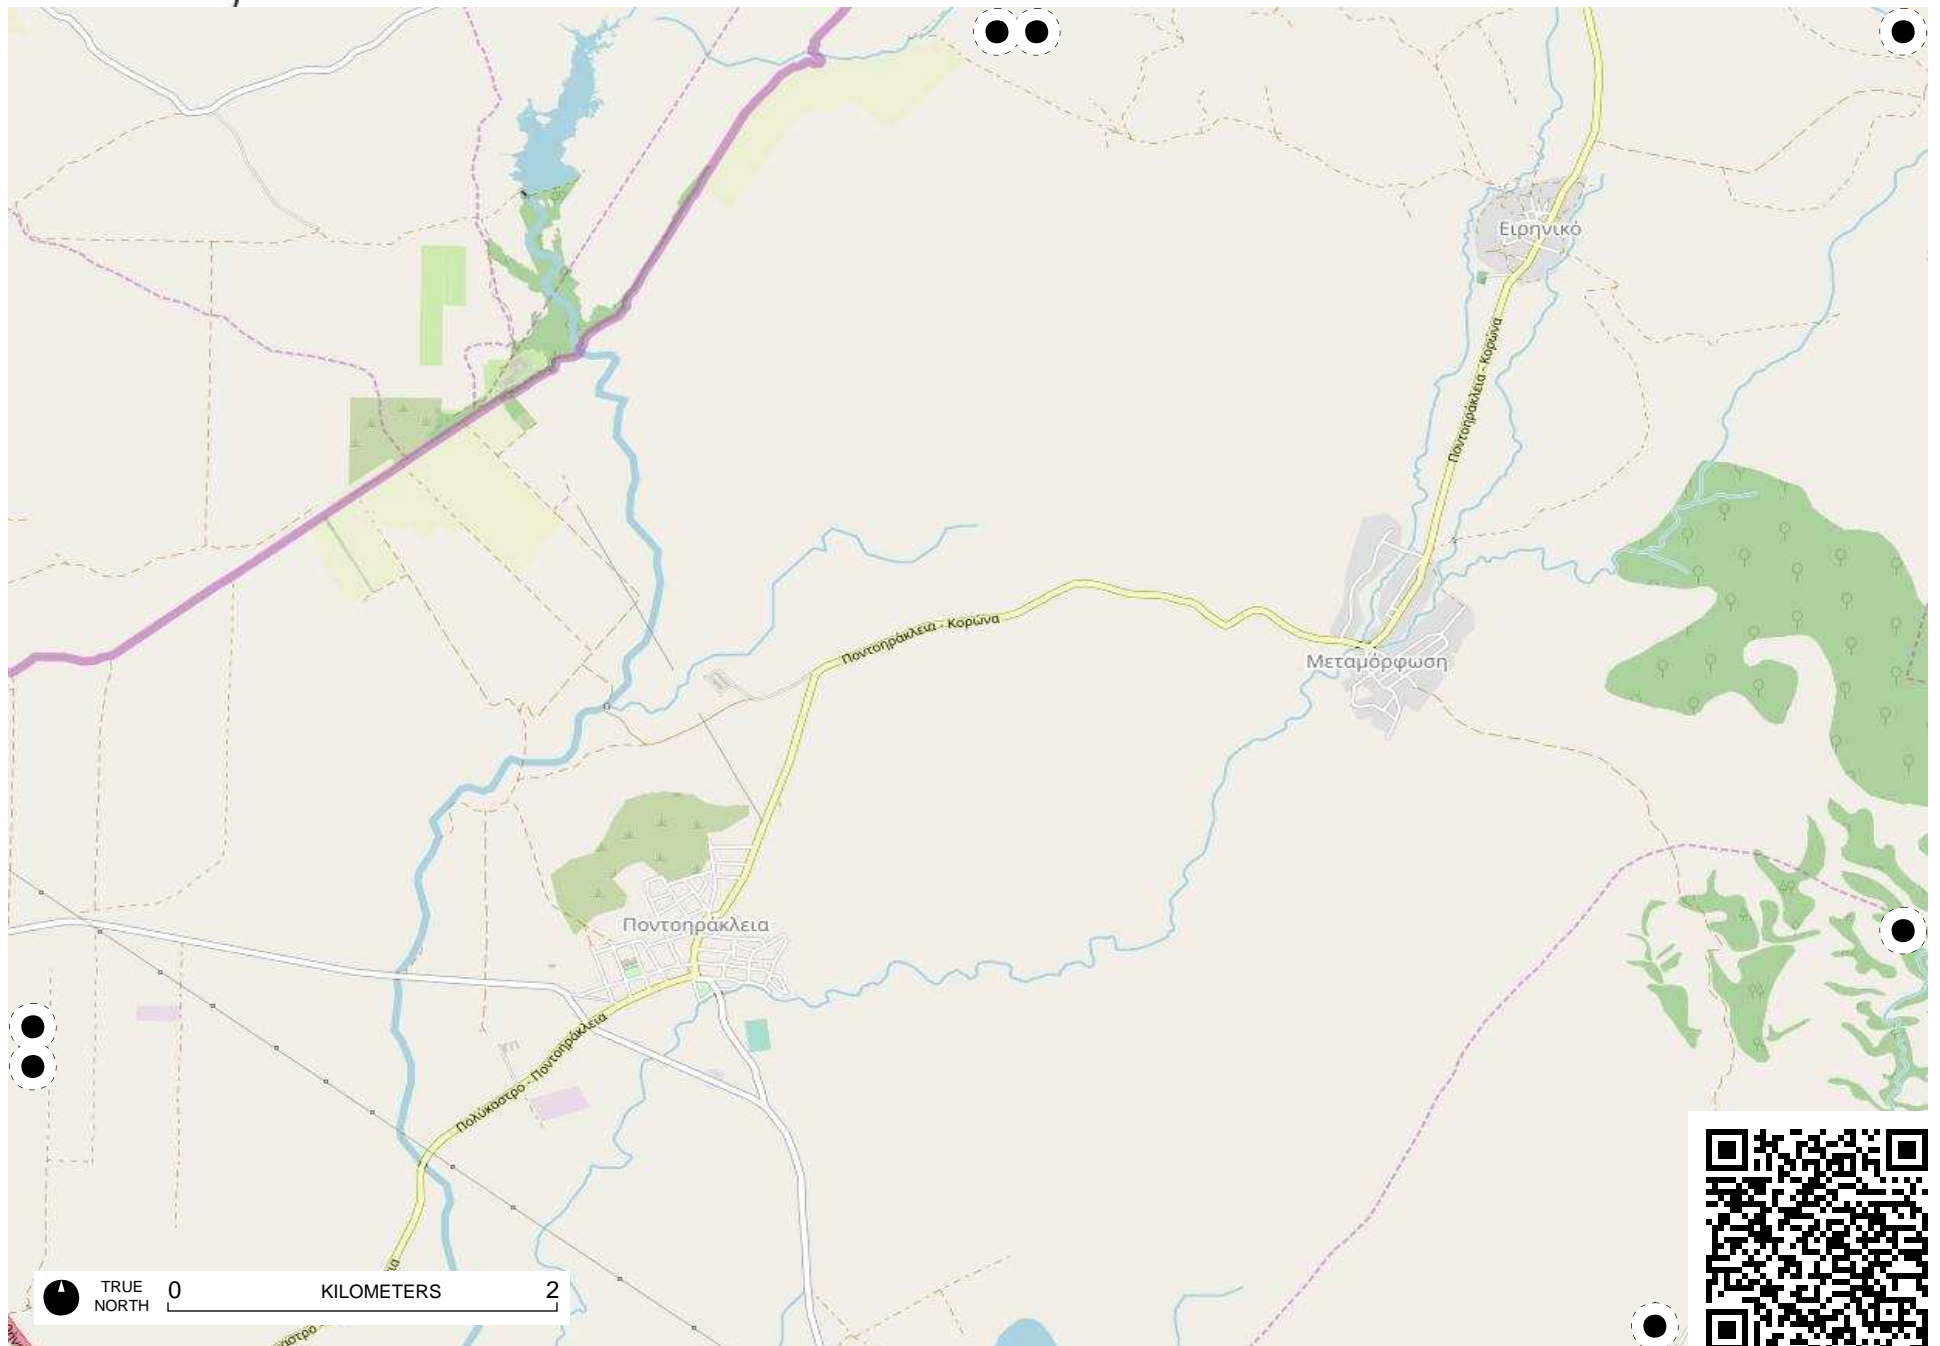 Ειρηνικό
Ποντοηράκλεια - Κορώνα
Ποντοηράκλεια - Κορώνα
Μεταμόρφωση
Ποντοηράκλεια
Πολύκαστρο - Ποντοηράκλεια
TRUE NORTH
0 KILOMETERS 2